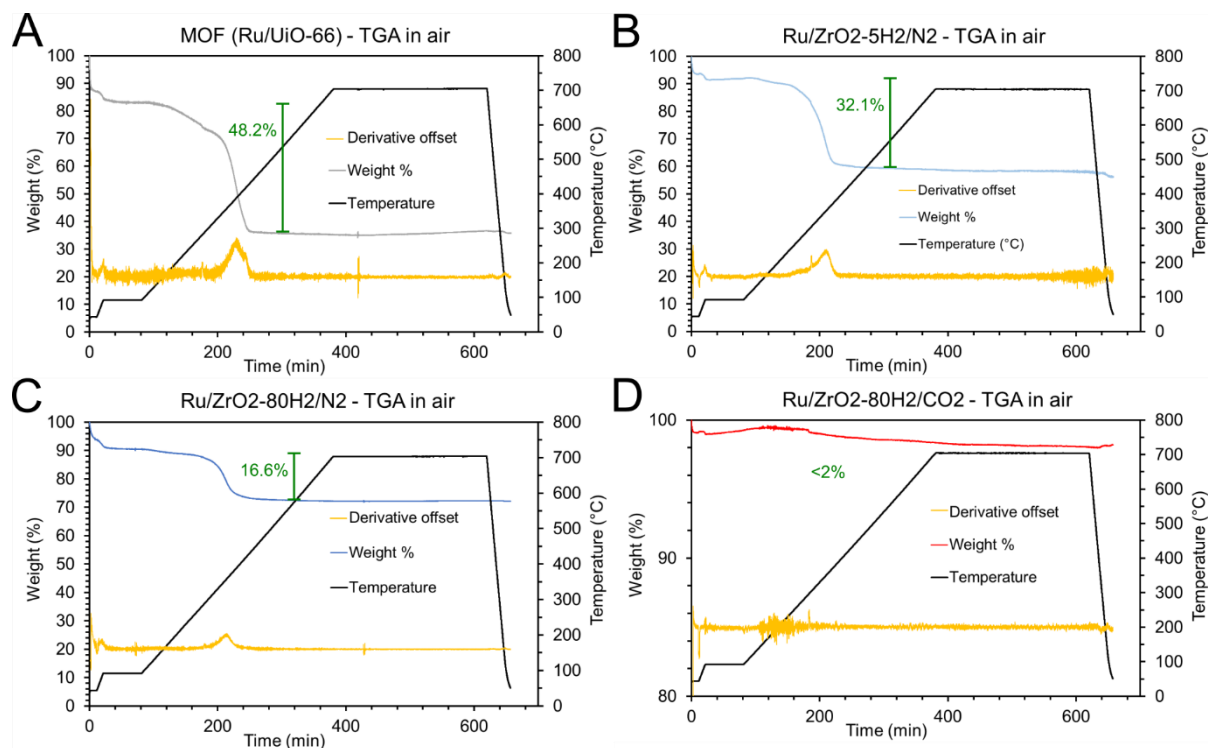 A
MOF (Ru/UiO-66) - TGA in air
100
90
80
70
60
50
40
30
20
10
0
Weight (%)
800
700
600
500
400
300
200
100
0
Temperature (°C)
48.2%
Derivative offset
Weight %
Temperature
0
200
400
600
Time (min)
B
Ru/ZrO2-5H2/N2 - TGA in air
100
90
80
70
60
50
40
30
20
10
0
Weight (%)
800
700
600
500
400
300
200
100
0
Temperature (°C)
32.1%
Derivative offset
Weight %
Temperature (°C)
0
200
400
600
Time (min)
C
Ru/ZrO2-80H2/N2 - TGA in air
100
90
80
70
60
50
40
30
20
10
0
Weight (%)
800
700
600
500
400
300
200
100
0
Temperature (°C)
16.6%
Derivative offset
Weight %
Temperature
0
200
400
600
Time (min)
D
Ru/ZrO2-80H2/CO2 - TGA in air
100
90
80
Weight (%)
800
700
600
500
400
300
200
100
0
Temperature (°C)
<2%
Derivative offset
Weight %
Temperature
0
200
400
600
Time (min)